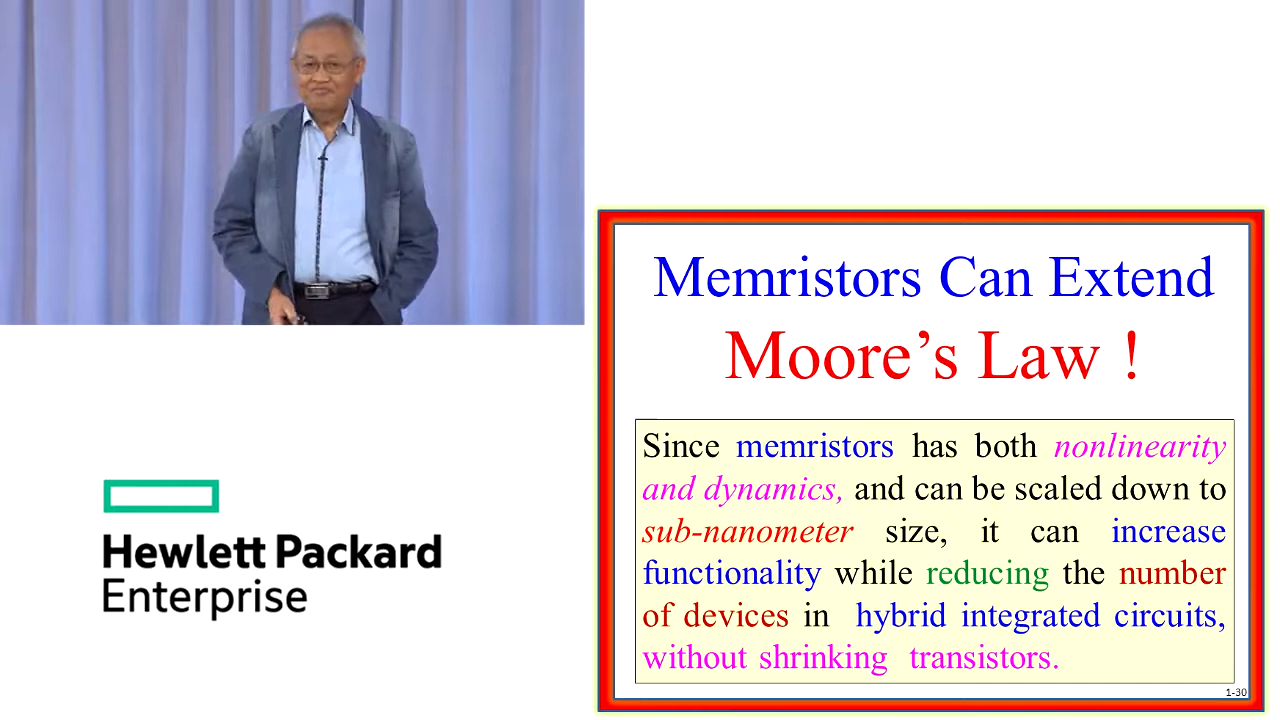 Memristors Can Extend
Moore's Law !
Since memristors has both nonlinearity
and dynamics, and can be scaled down to
sub-nanometer size, it can increase
functionality while reducing the number
of devices in hybrid integrated circuits,
without shrinking transistors.
1-30
Hewlett Packard
Enterprise